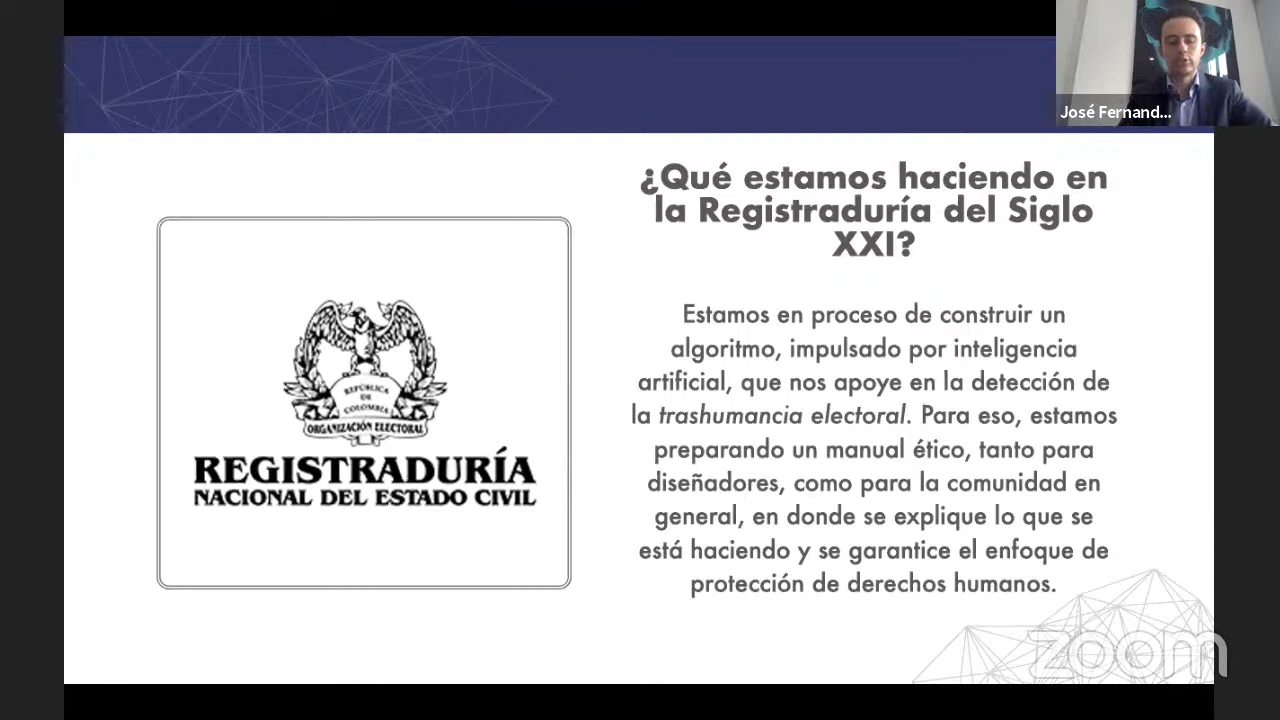 José Fernand...
¿Qué estamos haciendo en
la Registraduría del Siglo
XXI?
REPÚBLICA
DE
COLOMBIA
ORGANIZACIÓN ELECTORAL
REGISTRADURÍA
NACIONAL DEL ESTADO CIVIL
Estamos en proceso de construir un
algoritmo, impulsado por inteligencia
artificial, que nos apoye en la detección de
la trashumancia electoral. Para eso, estamos
preparando un manual ético, tanto para
diseñadores, como para la comunidad en
general, en donde se explique lo que se
está haciendo y se garantice el enfoque de
protección de derechos humanos.
zoom